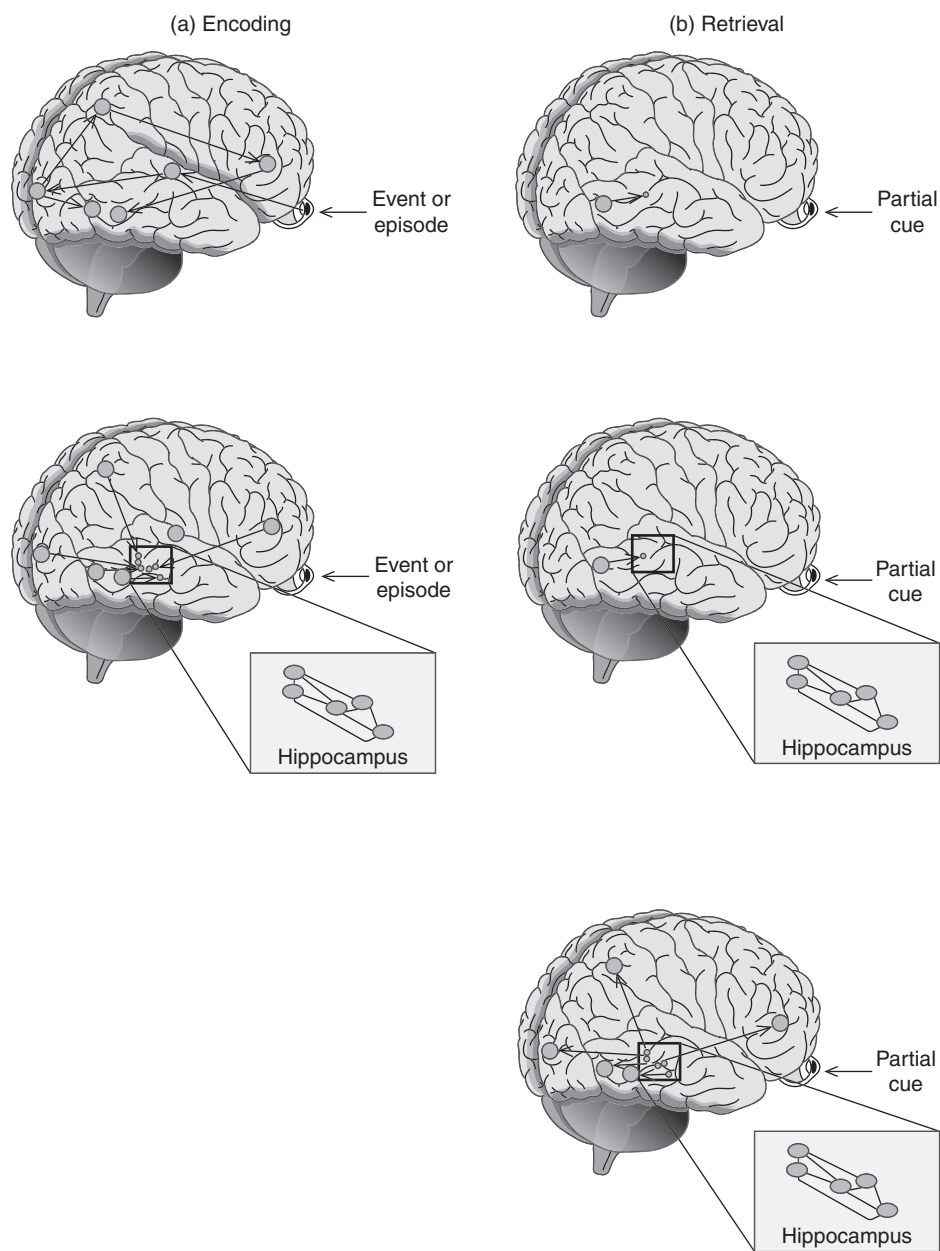 (a) Encoding
(b) Retrieval
Event or
episode
Partial
cue
Event or
episode
Partial
cue
Hippocampus
Hippocampus
Partial
cue
Hippocampus